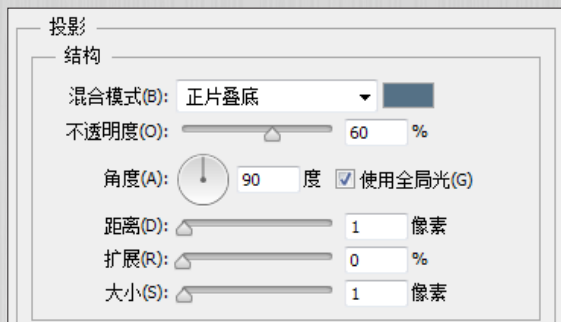 投影
结构
混合模式(B): 正片叠底
不透明度(O): 60 %
角度(A): 90 度 使用全局光(G)
距离(D): 1 像素
扩展(R): 0 %
大小(S): 1 像素